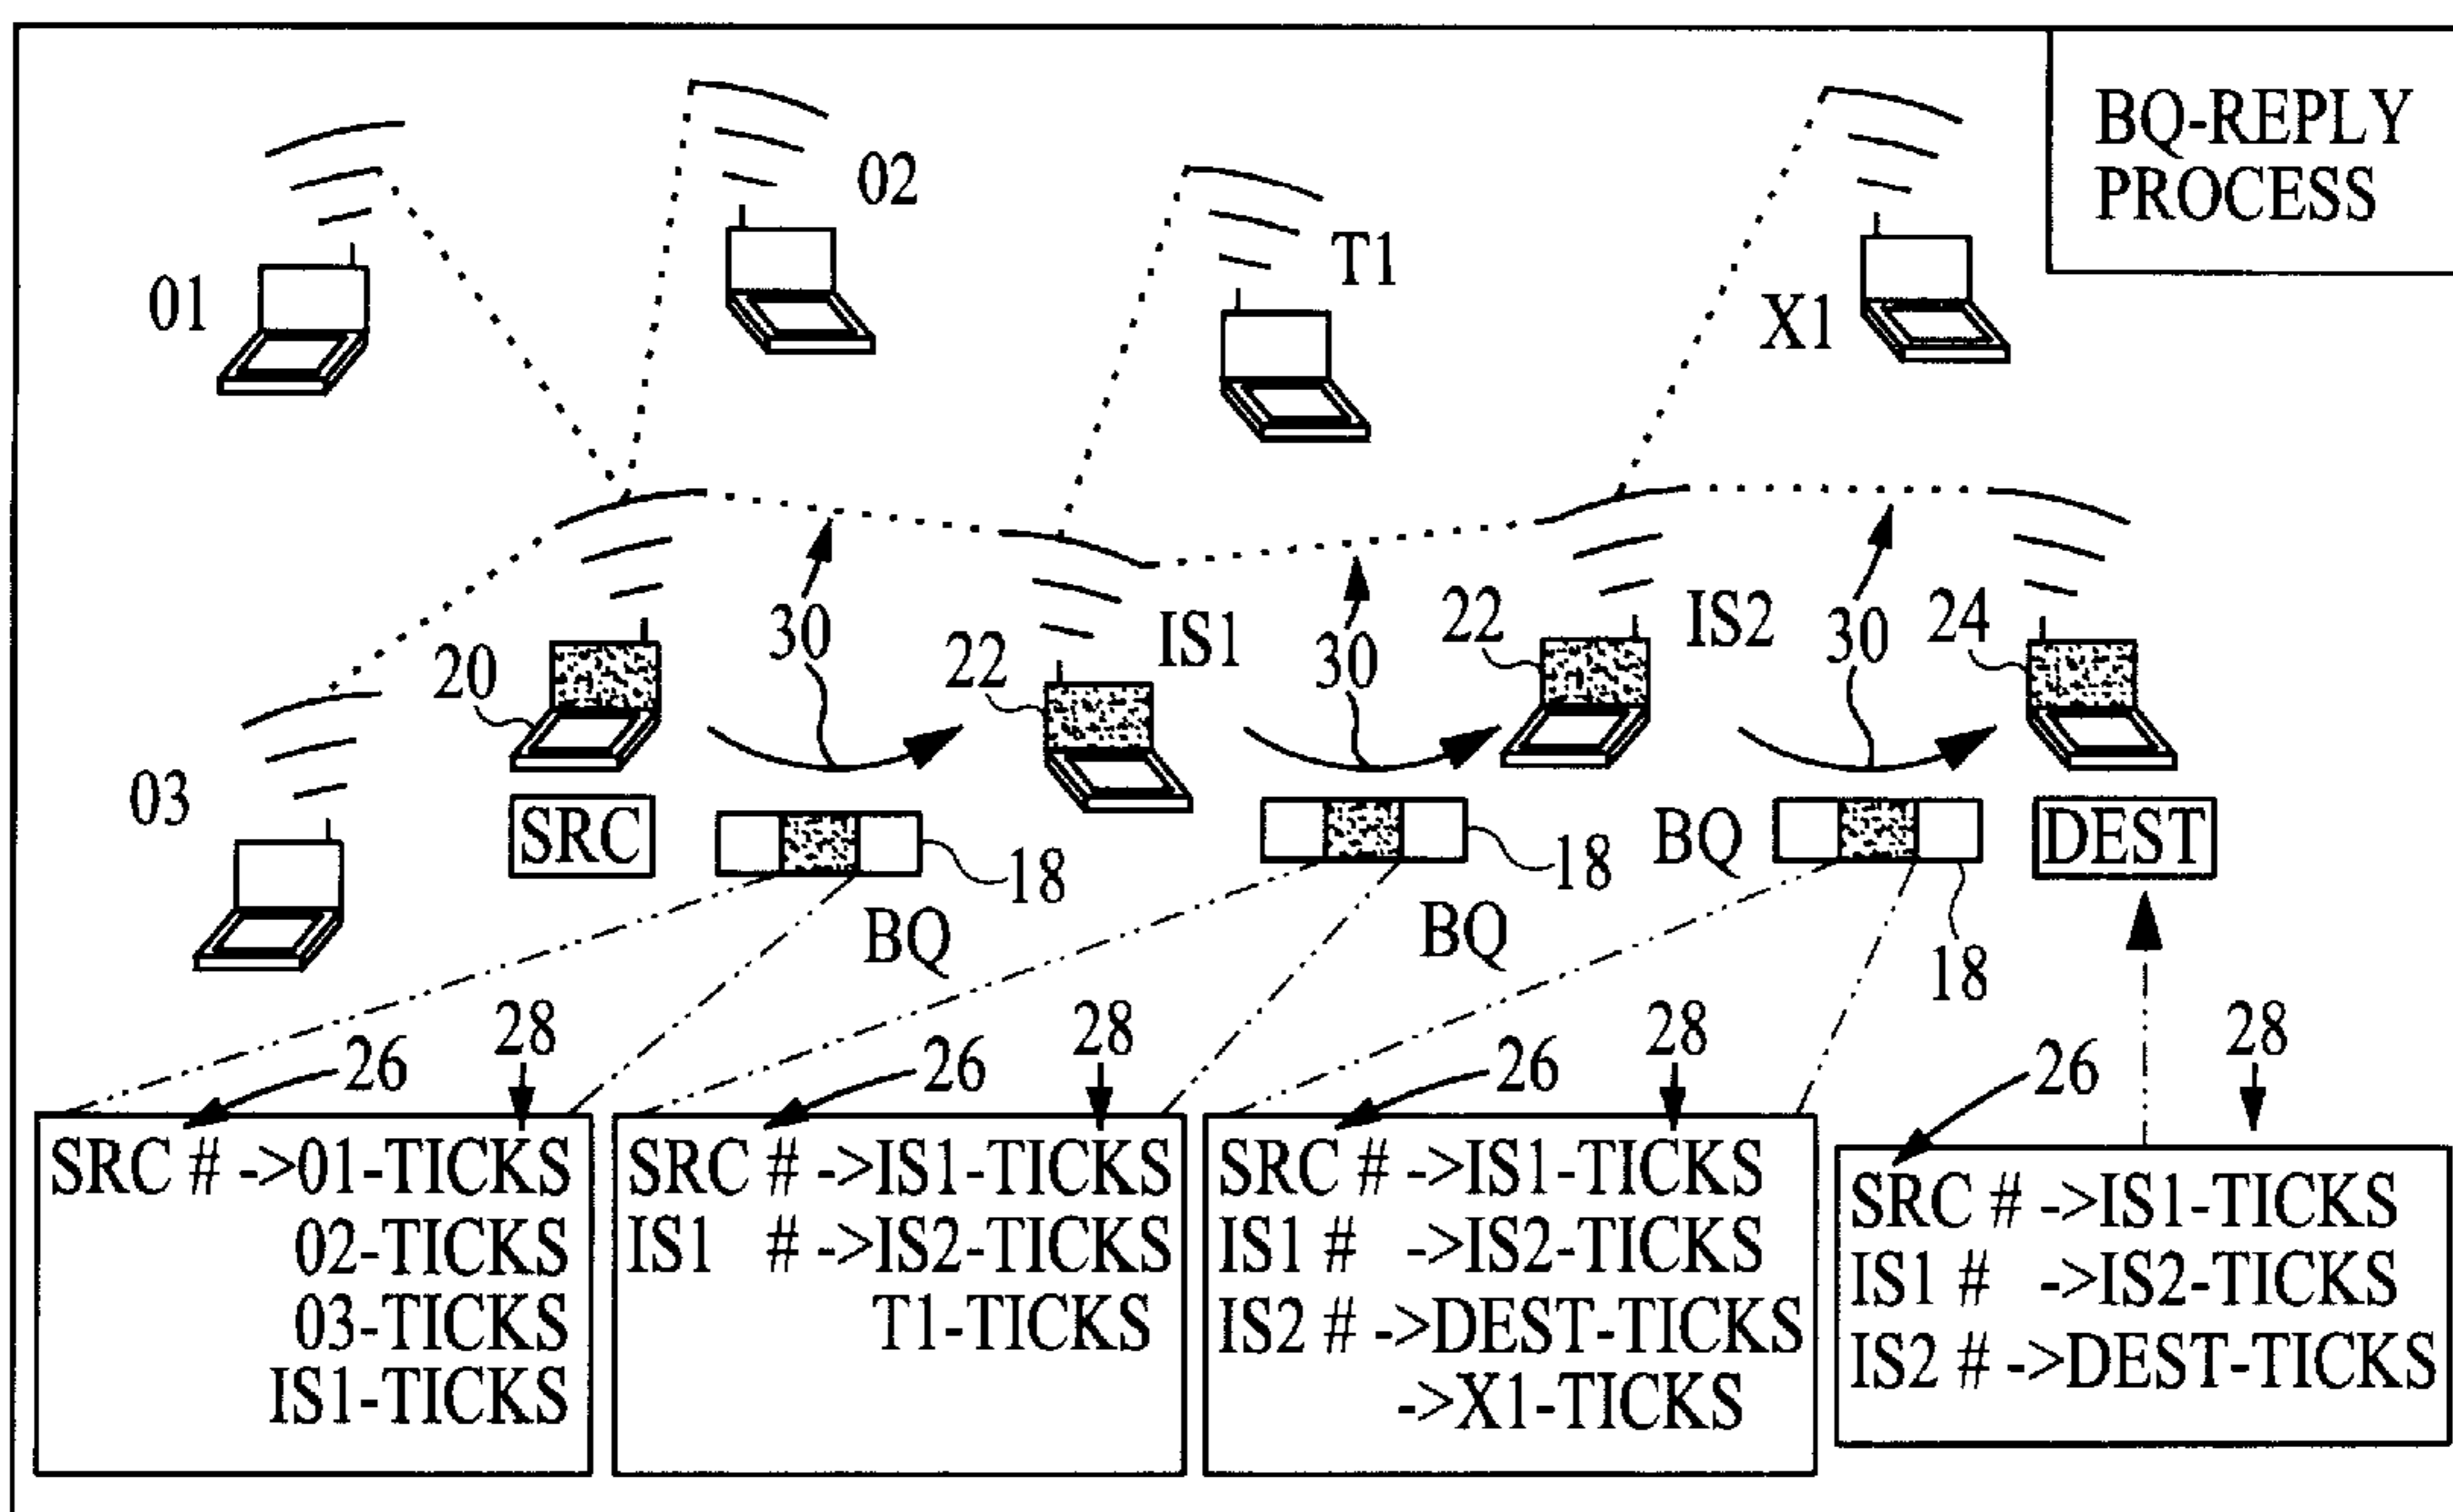 BQ-REPLY
PROCESS
01
02
T1
X1
20
30
22
IS1
30
22
IS2
30
24
03
SRC
18
BQ
18
BQ
BQ
18
DEST
26
28
26
28
26
28
26
28
SRC # ->01-TICKS
02-TICKS
03-TICKS
IS1-TICKS
SRC # ->IS1-TICKS
IS1 # ->IS2-TICKS
T1-TICKS
SRC # ->IS1-TICKS
IS1 # ->IS2-TICKS
IS2 # ->DEST-TICKS
->X1-TICKS
SRC # ->IS1-TICKS
IS1 # ->IS2-TICKS
IS2 # ->DEST-TICKS